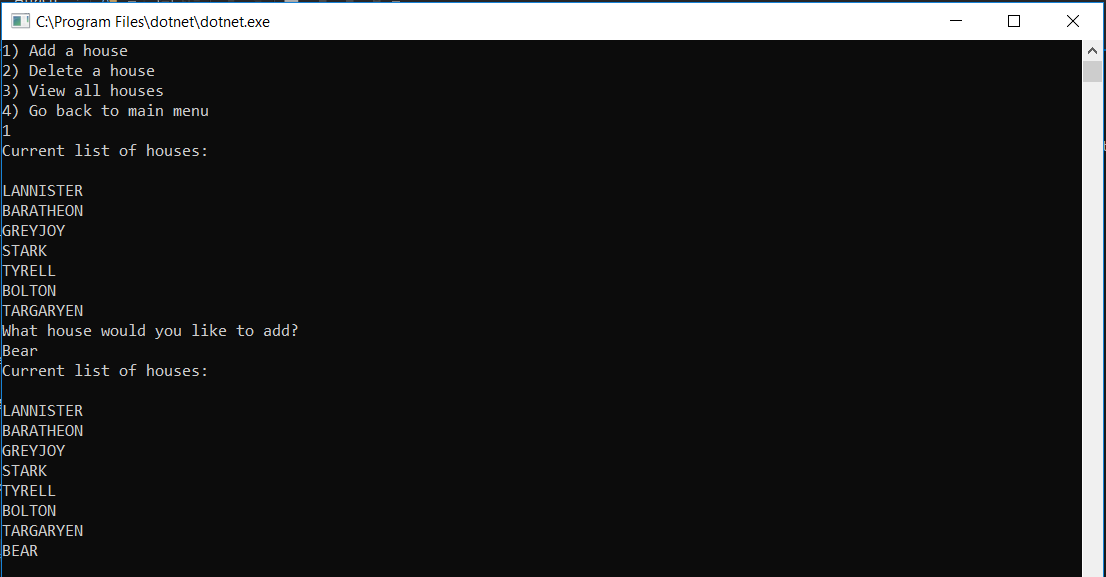 C:\Program Files\dotnet\dotnet.exe
1) Add a house
2) Delete a house
3) View all houses
4) Go back to main menu
1
Current list of houses:
LANNISTER
BARATHEON
GREYJOY
STARK
TYRELL
BOLTON
TARGARYEN
What house would you like to add?
Bear
Current list of houses:
LANNISTER
BARATHEON
GREYJOY
STARK
TYRELL
BOLTON
TARGARYEN
BEAR